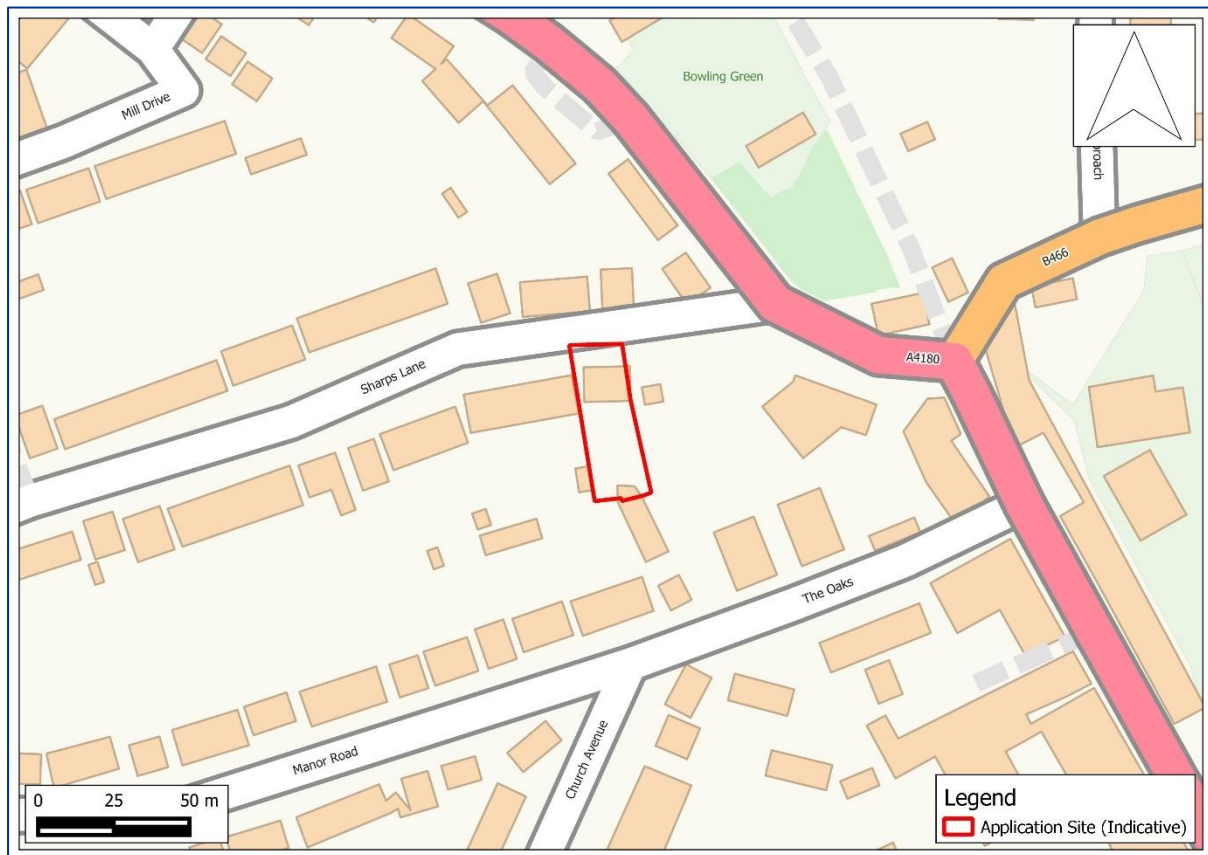 Bowling Green
Mill Drive
B466
Sharps Lane
A4180
The Oaks
Manor Road
Church Avenue
0 25 50 m
Legend
Application Site (Indicative)